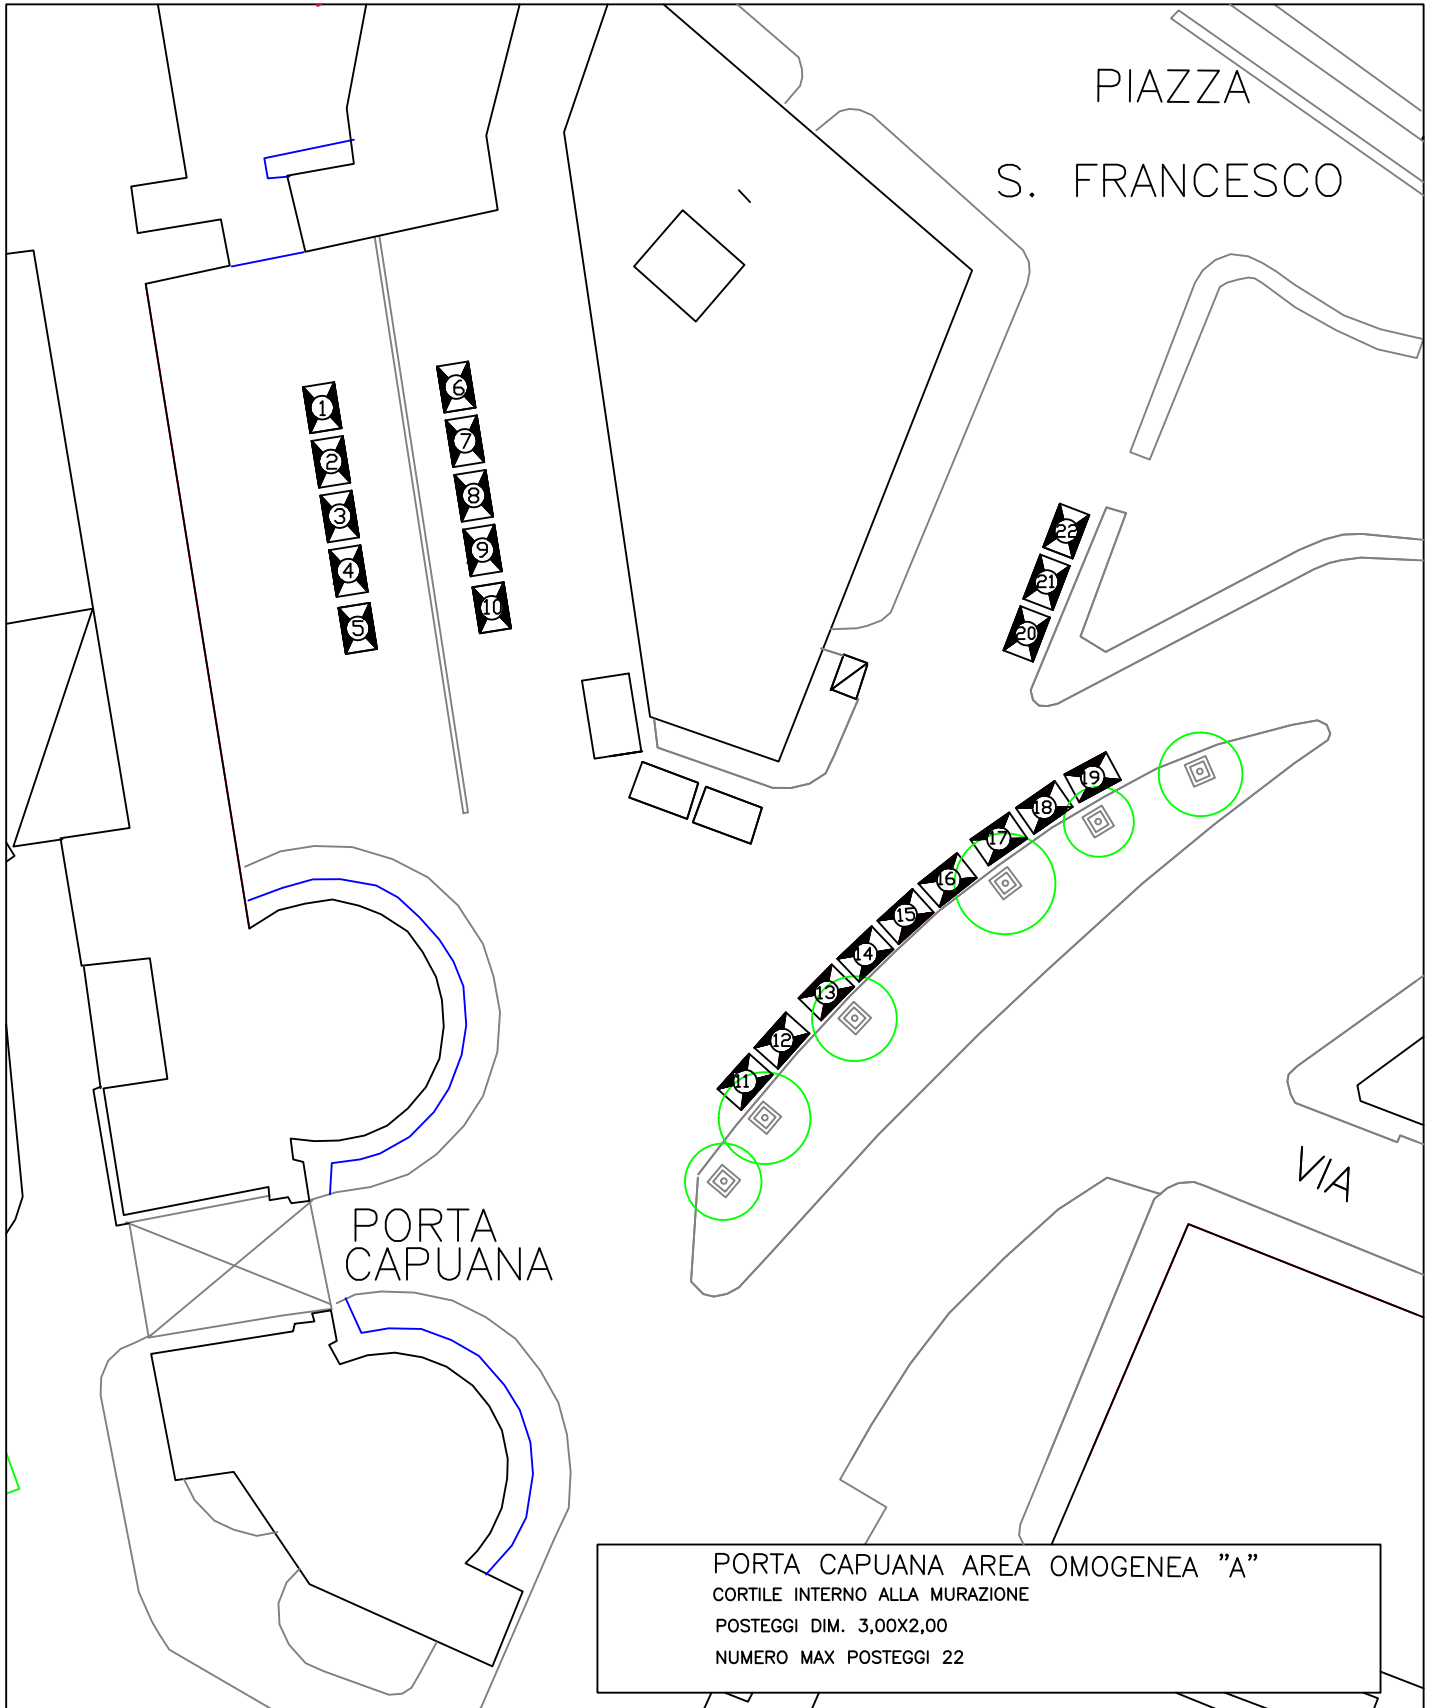 PIAZZA
S. FRANCESCO
1
6
2
7
3
8
4
9
5
10
22
21
20
19
18
17
16
15
14
13
12
11
VIA
PORTA
CAPUANA
PORTA CAPUANA AREA OMOGENEA "A"
CORTILE INTERNO ALLA MURAZIONE
POSTEGGI DIM. 3,00X2,00
NUMERO MAX POSTEGGI 22